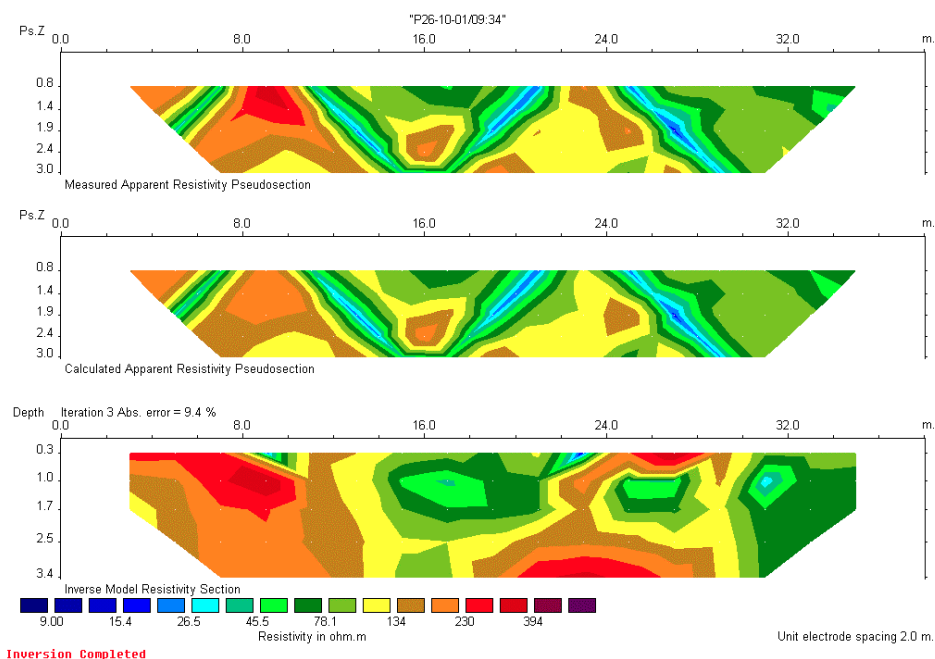 "P26-10-01/09:34"
Ps.Z 0.0 8.0 16.0 24.0 32.0 m.
0.8
1.4
1.9
2.4
3.0
Measured Apparent Resistivity Pseudosection
Ps.Z 0.0 8.0 16.0 24.0 32.0 m.
0.8
1.4
1.9
2.4
3.0
Calculated Apparent Resistivity Pseudosection
Depth Iteration 3 Abs. error = 9.4 %
0.0 8.0 16.0 24.0 32.0 m.
0.3
1.0
1.7
2.5
3.4
Inverse Model Resistivity Section
9.00 15.4 26.5 45.5 78.1 134 230 394
Resistivity in ohm.m Unit electrode spacing 2.0 m.
Inversion Completed